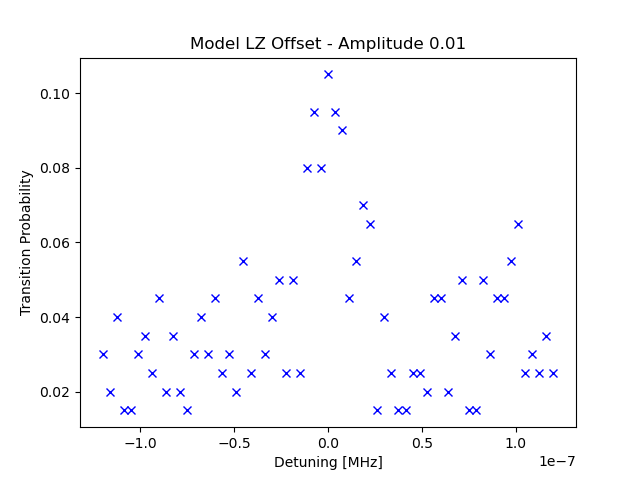 Model LZ Offset - Amplitude 0.01
Transition Probability
0.10
0.08
0.06
0.04
0.02
−1.0 −0.5 0.0 0.5 1.0
1e−7
Detuning [MHz]